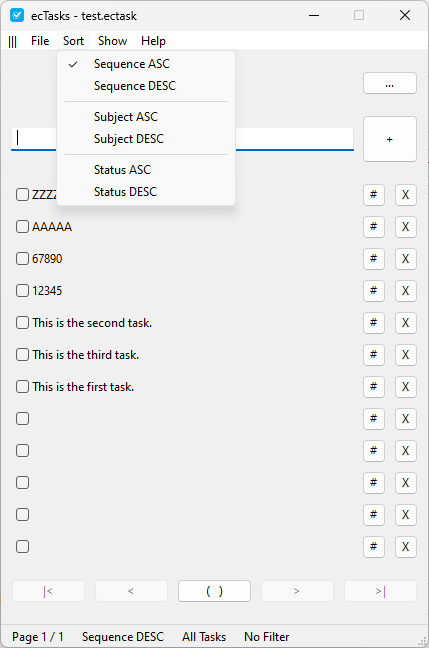 ecTasks - test.ectask
||| File Sort Show Help
✓ Sequence ASC
Sequence DESC
...
Subject ASC
Subject DESC
+
Status ASC
Status DESC
# X
AAAAA # X
67890 # X
12345 # X
This is the second task. # X
This is the third task. # X
This is the first task. # X
# X
# X
# X
# X
# X
|< < ( ) > >|
Page 1 / 1 Sequence DESC All Tasks No Filter